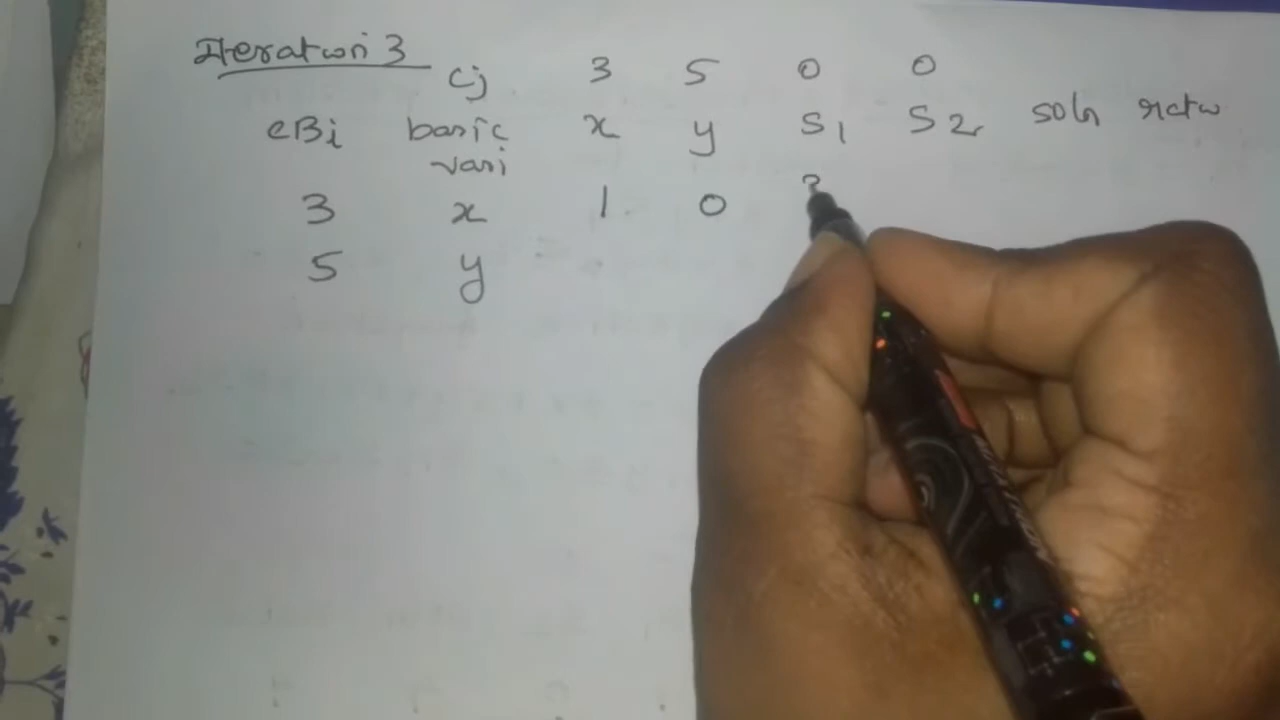 Iteration 3
Cj 3 5 0 0
CBi basic vari x y S1 S2 soln ratio
3 x 1 0
5 y